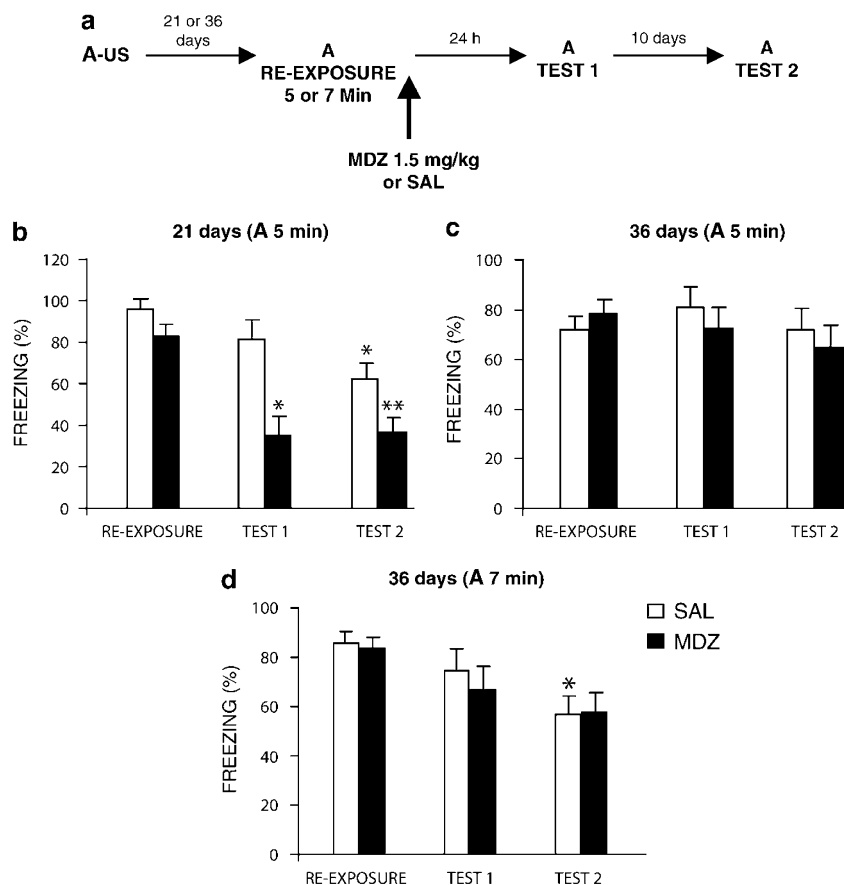 a
21 or 36
days
24 h
10 days
A-US
A
RE-EXPOSURE
5 or 7 Min
A
TEST 1
A
TEST 2
MDZ 1.5 mg/kg
or SAL
b
21 days (A 5 min)
120
100
80
60
40
20
0
FREEZING (%)
*
*
**
RE-EXPOSURE TEST 1 TEST 2
c
36 days (A 5 min)
100
80
60
40
20
0
FREEZING (%)
RE-EXPOSURE TEST 1 TEST 2
d
36 days (A 7 min)
100
80
60
40
20
0
FREEZING (%)
*
SAL
MDZ
RE-EXPOSURE TEST 1 TEST 2